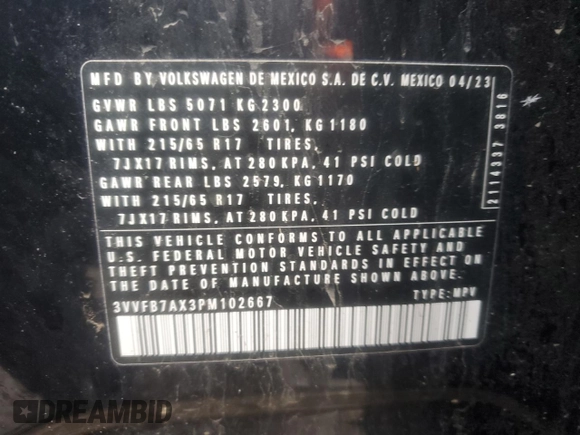 MFD BY VOLKSWAGEN DE MEXICO S.A. DE C.V. MEXICO 04/23
GVWR LBS 5071 KG 2300
GAWR FRONT LBS 2601, KG 1180
WITH 215/65 R17 TIRES,
7JX17 RIMS, AT 280 KPA, 41 PSI COLD
GAWR REAR LBS 2579, KG 1170
WITH 215/65 R17 TIRES,
7JX17 RIMS, AT 280 KPA, 41 PSI COLD
THIS VEHICLE CONFORMS TO ALL APPLICABLE
U.S. FEDERAL MOTOR VEHICLE SAFETY AND
THEFT PREVENTION STANDARDS IN EFFECT ON
THE DATE OF MANUFACTURE SHOWN ABOVE.
3VVFB7AX3PM102667 TYPE: MPV
2114337 3816
DREAMBID